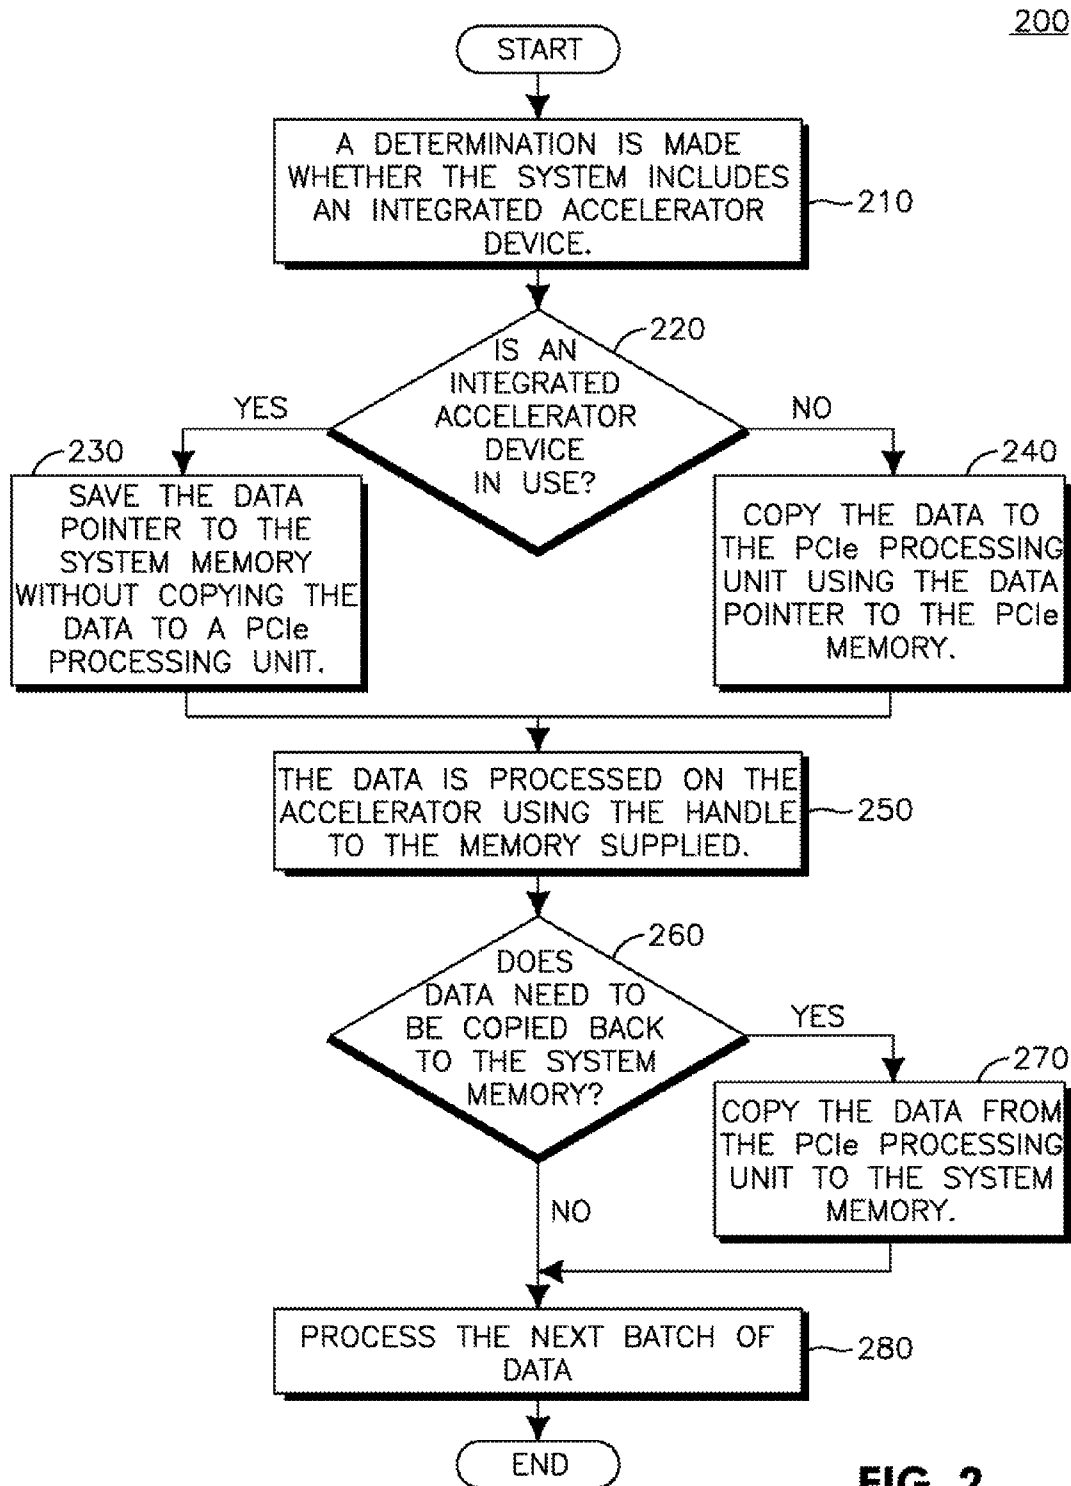 200
START
A DETERMINATION IS MADE
WHETHER THE SYSTEM INCLUDES
AN INTEGRATED ACCELERATOR
DEVICE.
210
220
IS AN
INTEGRATED
ACCELERATOR
DEVICE
IN USE?
YES
NO
230
SAVE THE DATA
POINTER TO THE
SYSTEM MEMORY
WITHOUT COPYING THE
DATA TO A PCIe
PROCESSING UNIT.
240
COPY THE DATA TO
THE PCIe PROCESSING
UNIT USING THE DATA
POINTER TO THE PCIe
MEMORY.
THE DATA IS PROCESSED ON THE
ACCELERATOR USING THE HANDLE
TO THE MEMORY SUPPLIED.
250
260
DOES
DATA NEED TO
BE COPIED BACK
TO THE SYSTEM
MEMORY?
YES
270
COPY THE DATA FROM
THE PCIe PROCESSING
UNIT TO THE SYSTEM
MEMORY.
NO
PROCESS THE NEXT BATCH OF
DATA
280
END
FIG. 2